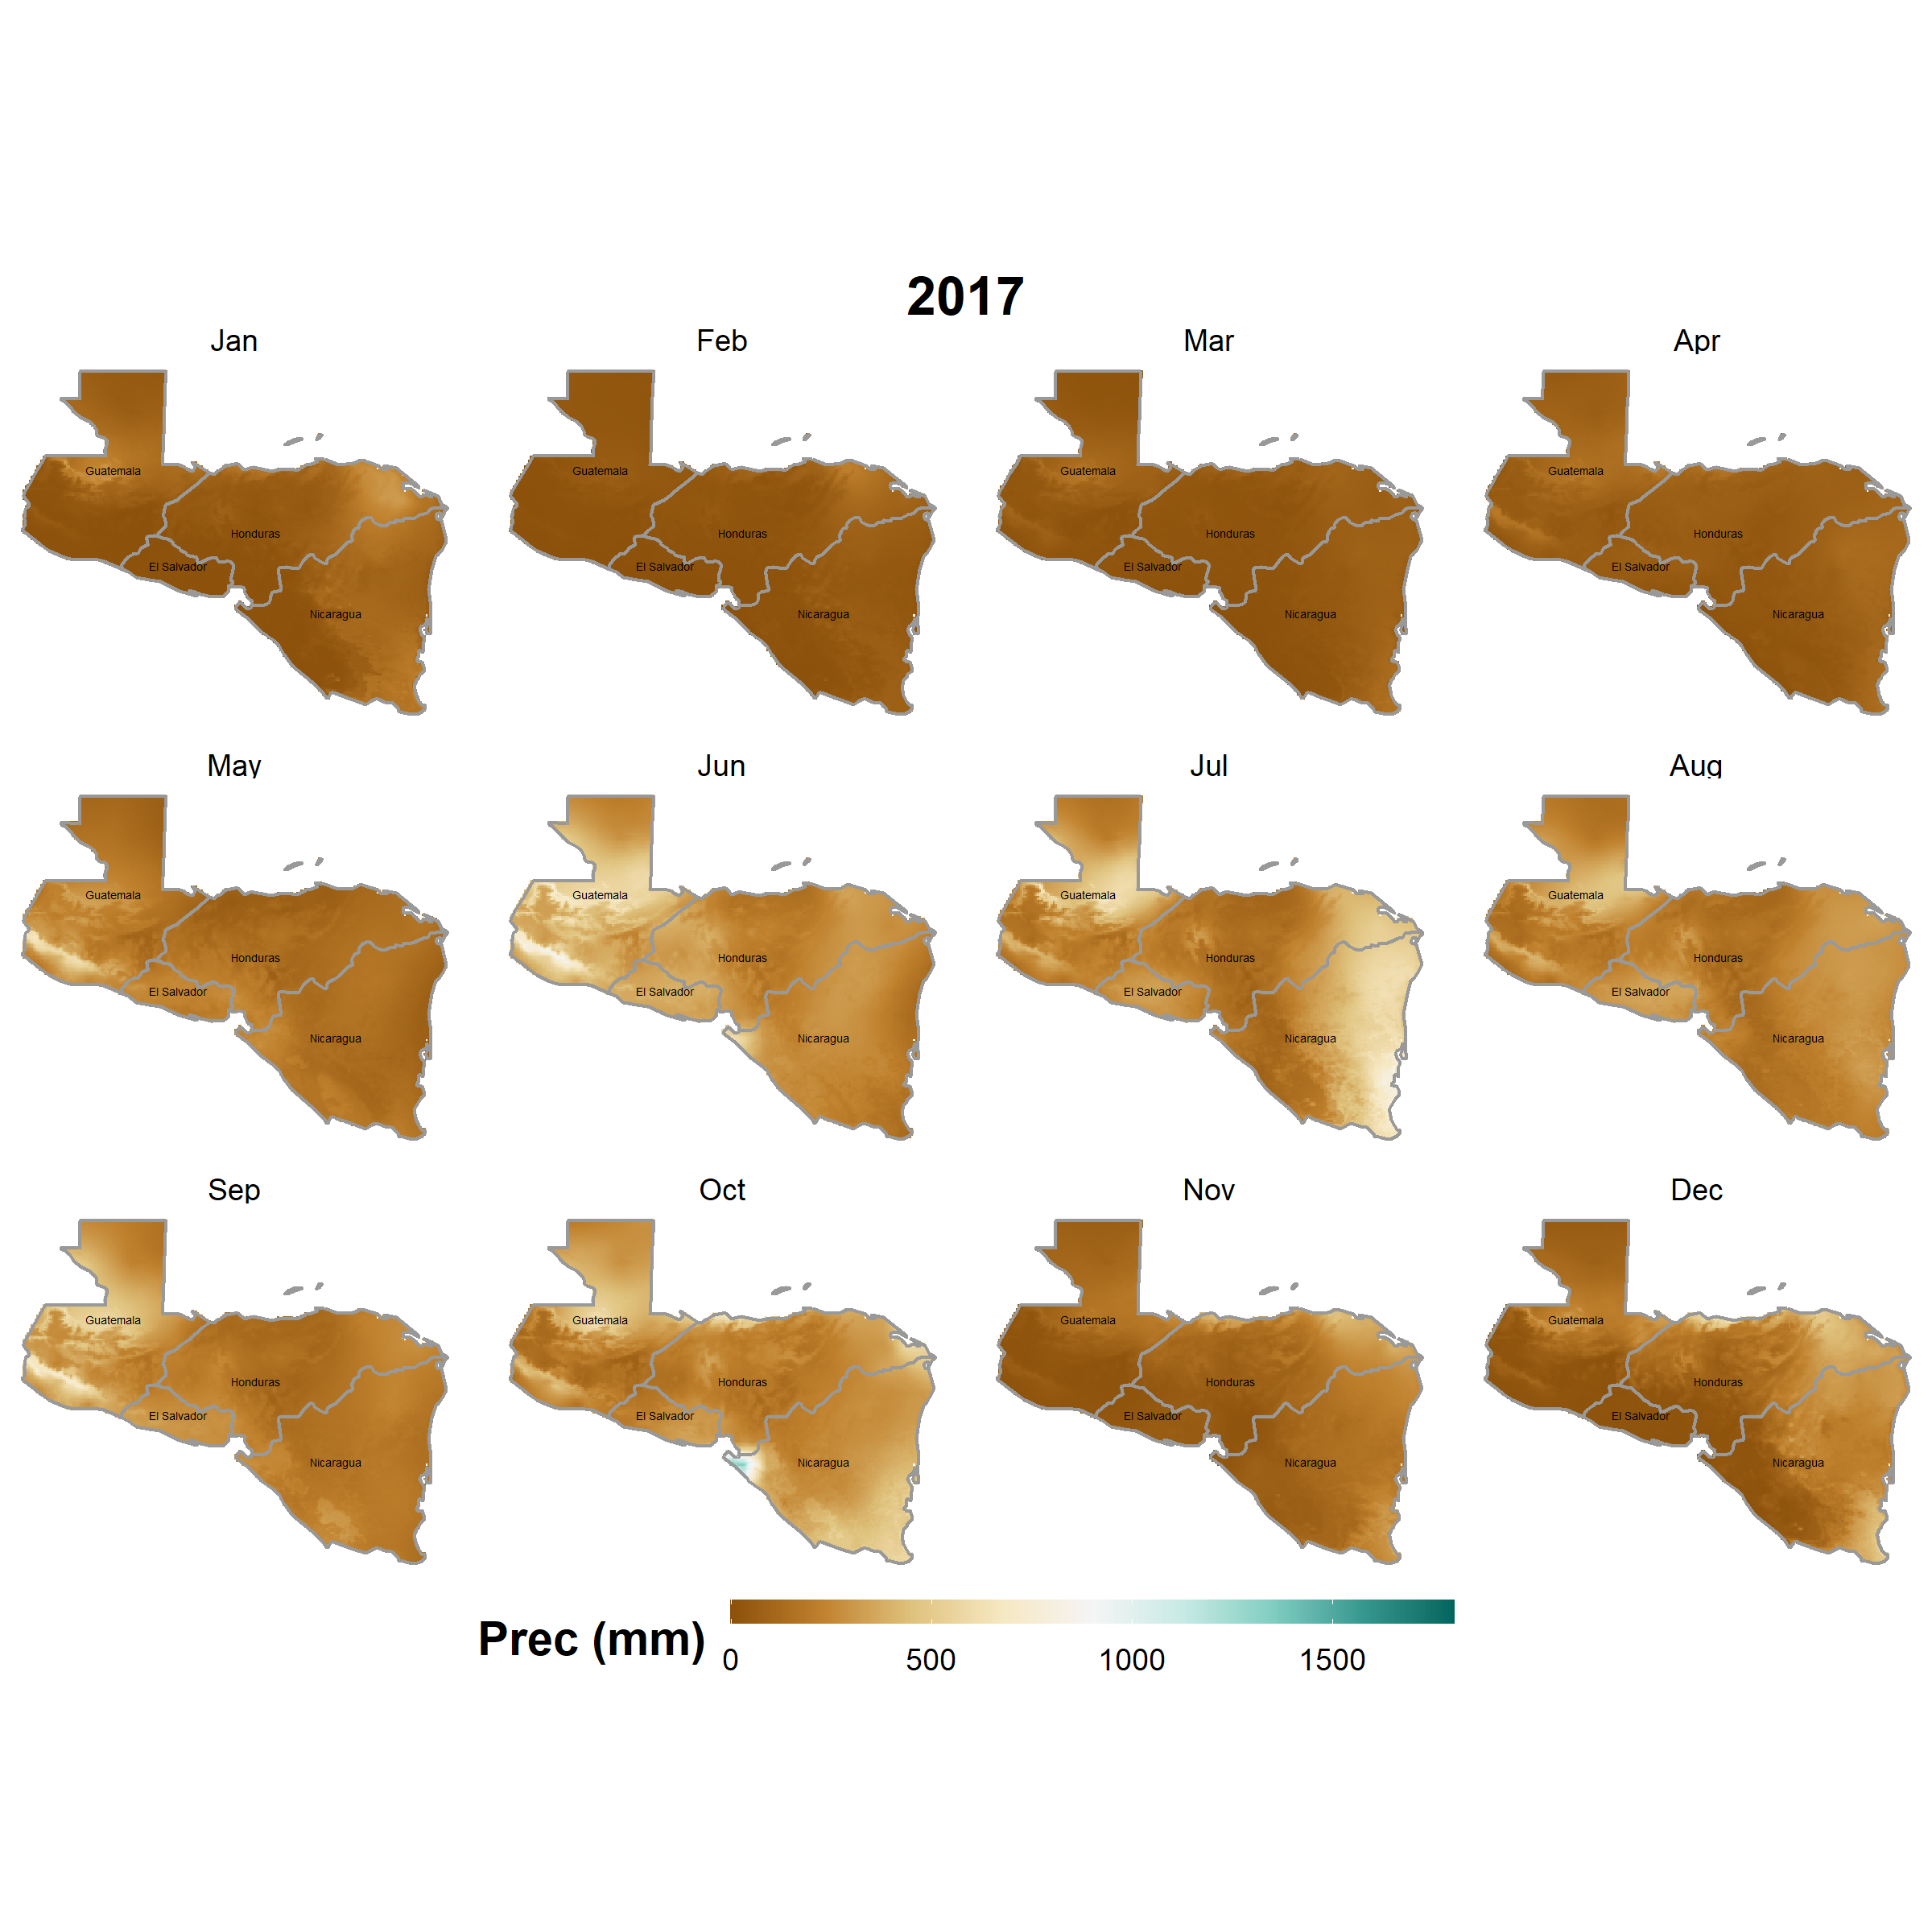 2017
Jan Feb Mar Apr
Guatemala Guatemala Guatemala Guatemala
Honduras Honduras Honduras Honduras
El Salvador El Salvador El Salvador El Salvador
Nicaragua Nicaragua Nicaragua Nicaragua
May Jun Jul Aug
Guatemala Guatemala Guatemala Guatemala
Honduras Honduras Honduras Honduras
El Salvador El Salvador El Salvador El Salvador
Nicaragua Nicaragua Nicaragua Nicaragua
Sep Oct Nov Dec
Guatemala Guatemala Guatemala Guatemala
Honduras Honduras Honduras Honduras
El Salvador El Salvador El Salvador El Salvador
Nicaragua Nicaragua Nicaragua Nicaragua
Prec (mm)
0 500 1000 1500